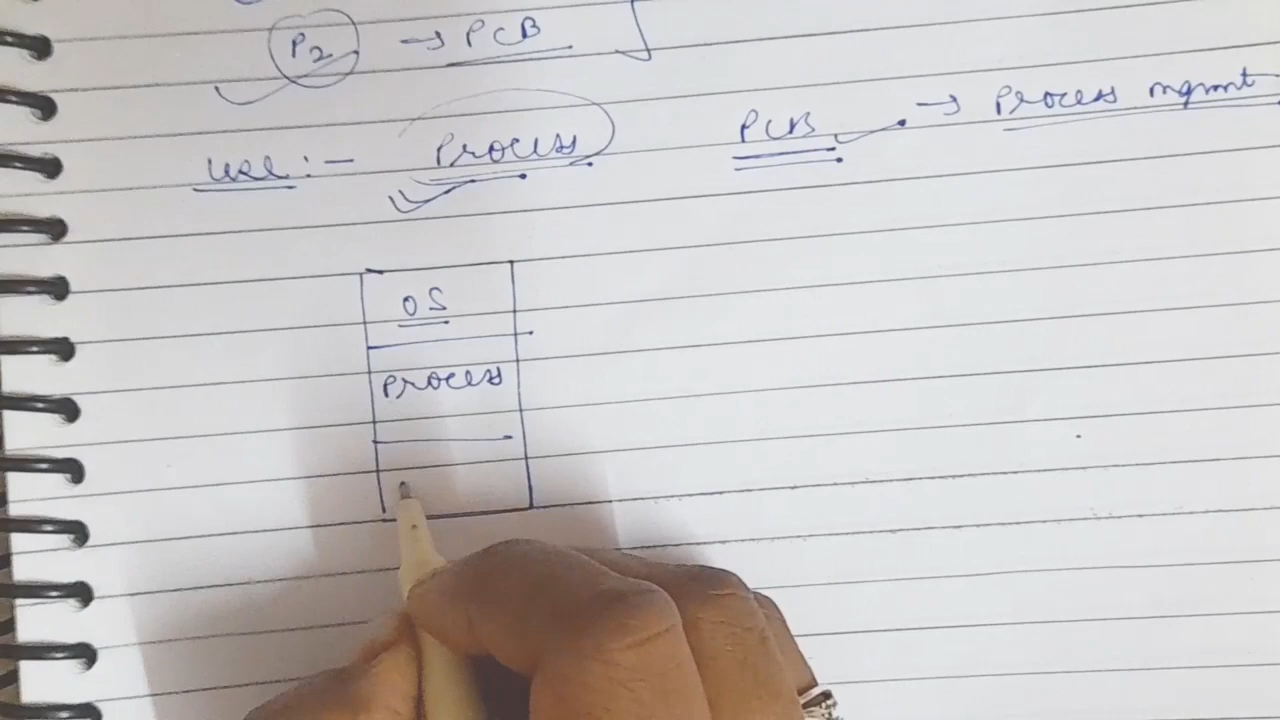 P2 → PCB
use :- Process PCB → Process mgmt
OS
Process